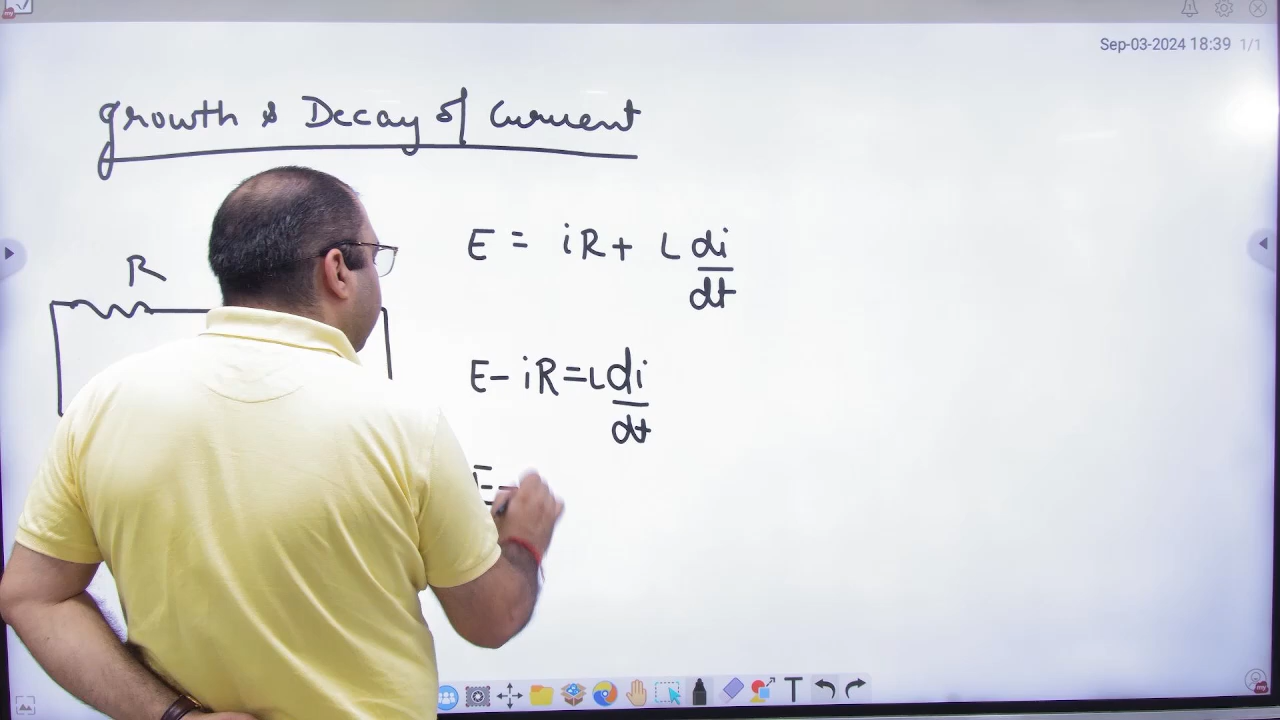 Sep-03-2024 18:39 1/1
Growth & Decay of Current
R
E = iR + L di/dt
E - iR = L di/dt
E -
T